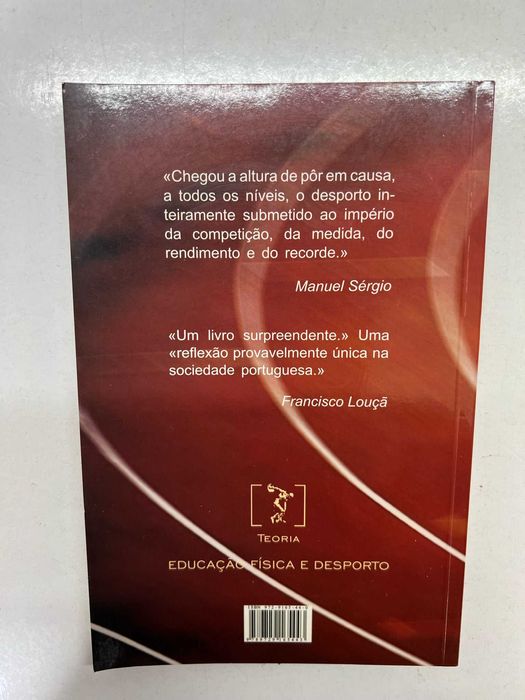 «Chegou a altura de pôr em causa,
a todos os níveis, o desporto in-
teiramente submetido ao império
da competição, da medida, do
rendimento e do recorde.»
Manuel Sérgio
«Um livro surpreendente.» Uma
«reflexão provavelmente única na
sociedade portuguesa.»
Francisco Louçã
TEORIA
EDUCAÇÃO FÍSICA E DESPORTO